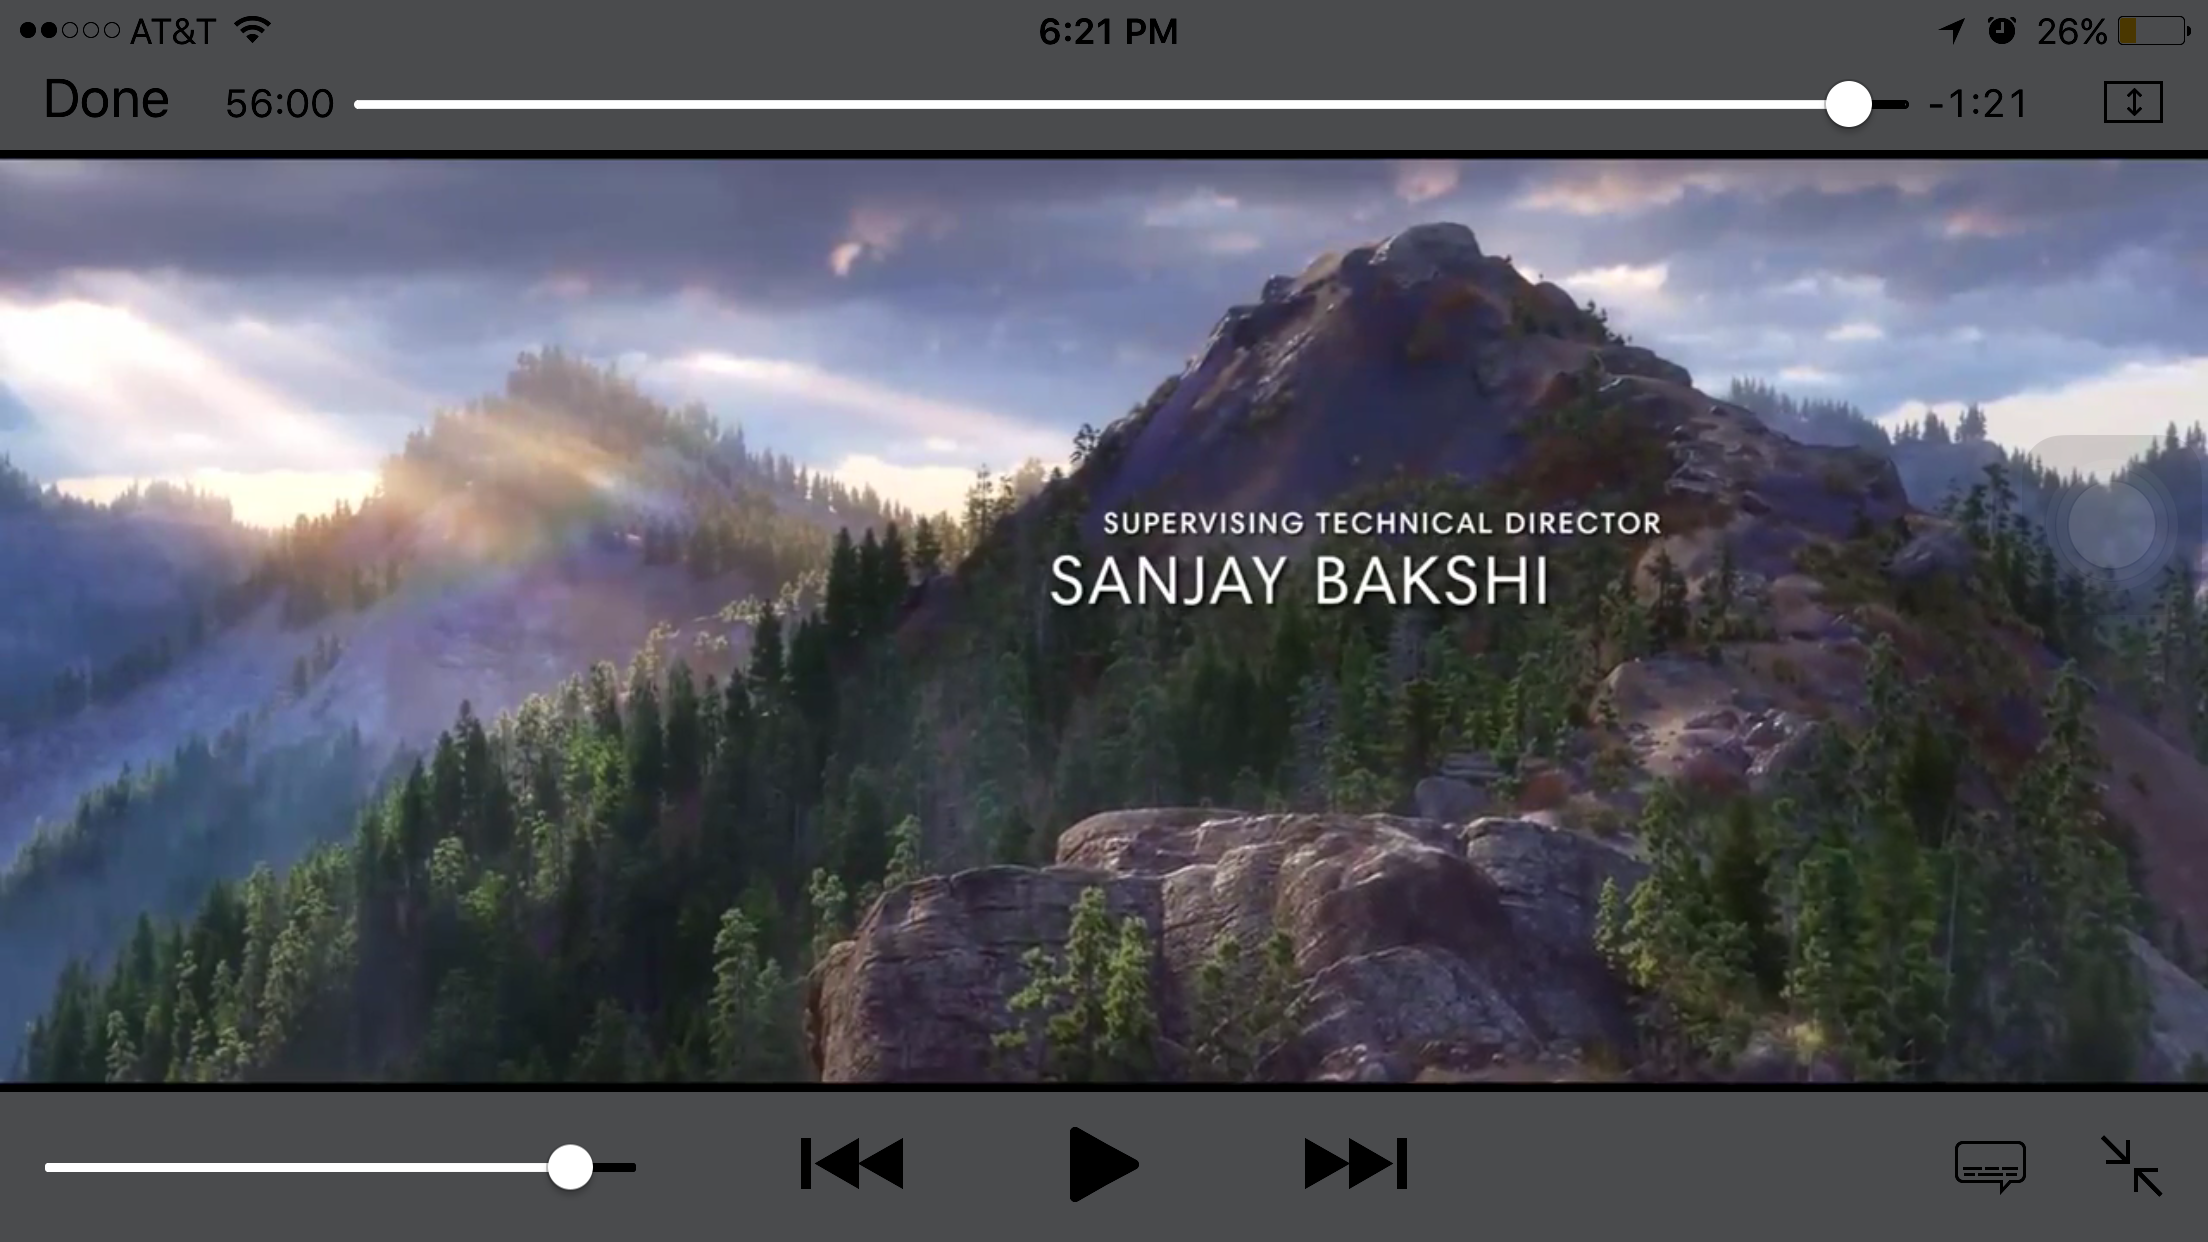 AT&T 6:21 PM 26%
Done 56:00 -1:21
SUPERVISING TECHNICAL DIRECTOR
SANJAY BAKSHI